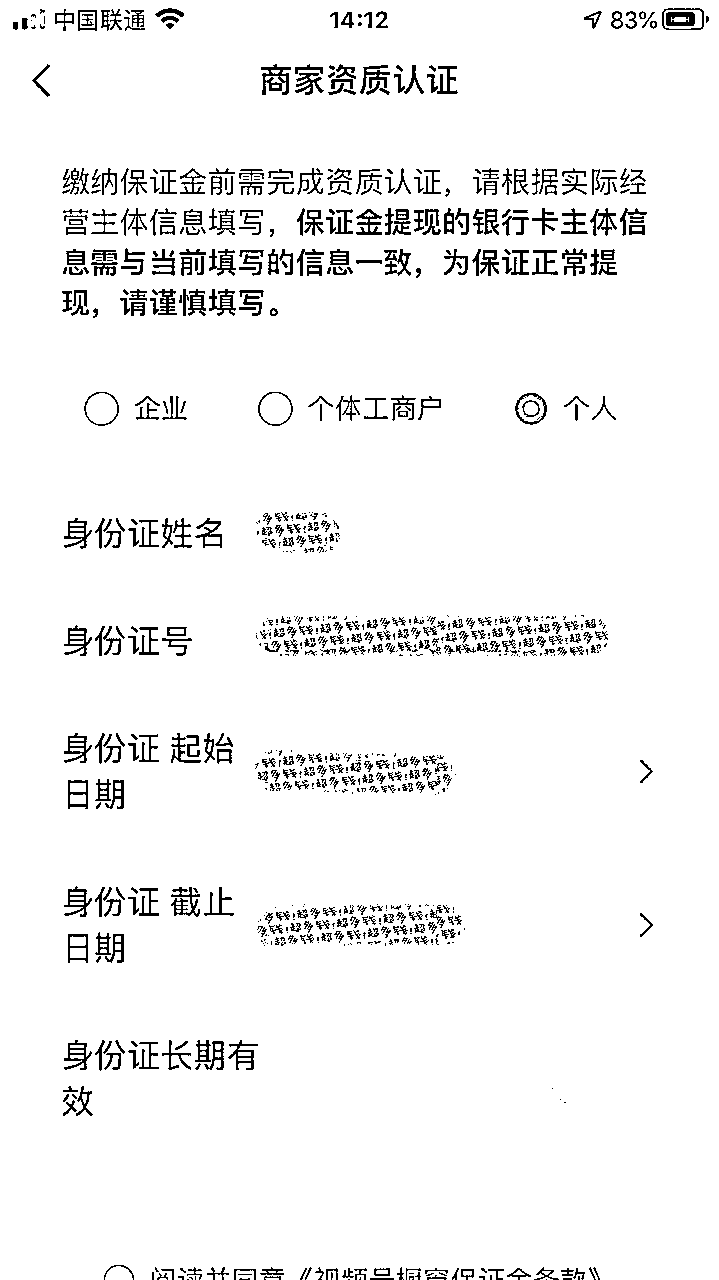 中国联通 14:12 83%
商家资质认证
缴纳保证金前需完成资质认证，请根据实际经
营主体信息填写，保证金提现的银行卡主体信
息需与当前填写的信息一致，为保证正常提
现，请谨慎填写。
企业 个体工商户 个人
身份证姓名
身份证号
身份证 起始
日期
身份证 截止
日期
身份证长期有
效
阅读并同意《视频号橱窗保证金条款》